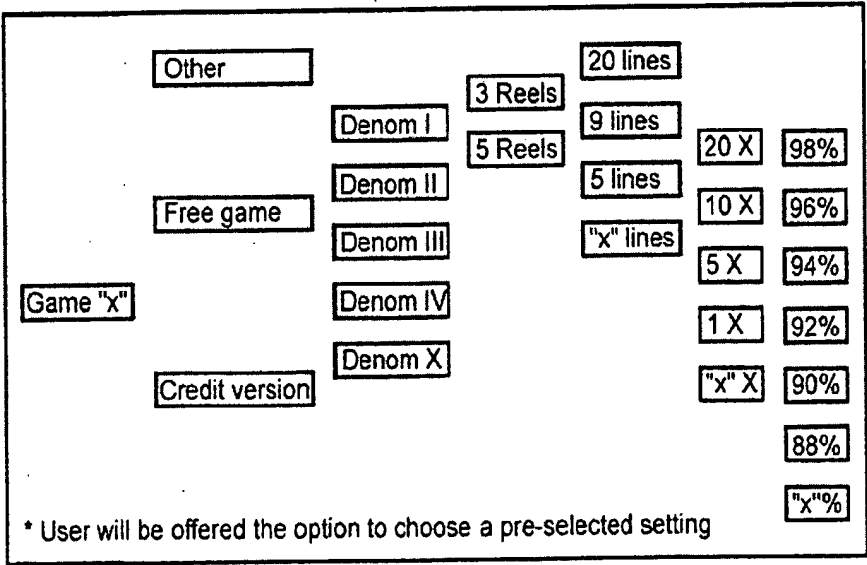 Game "x"
Other
Free game
Credit version
Denom I
Denom II
Denom III
Denom IV
Denom X
3 Reels
5 Reels
20 lines
9 lines
5 lines
"x" lines
20 X
10 X
5 X
1 X
"x" X
98%
96%
94%
92%
90%
88%
"x"%
* User will be offered the option to choose a pre-selected setting